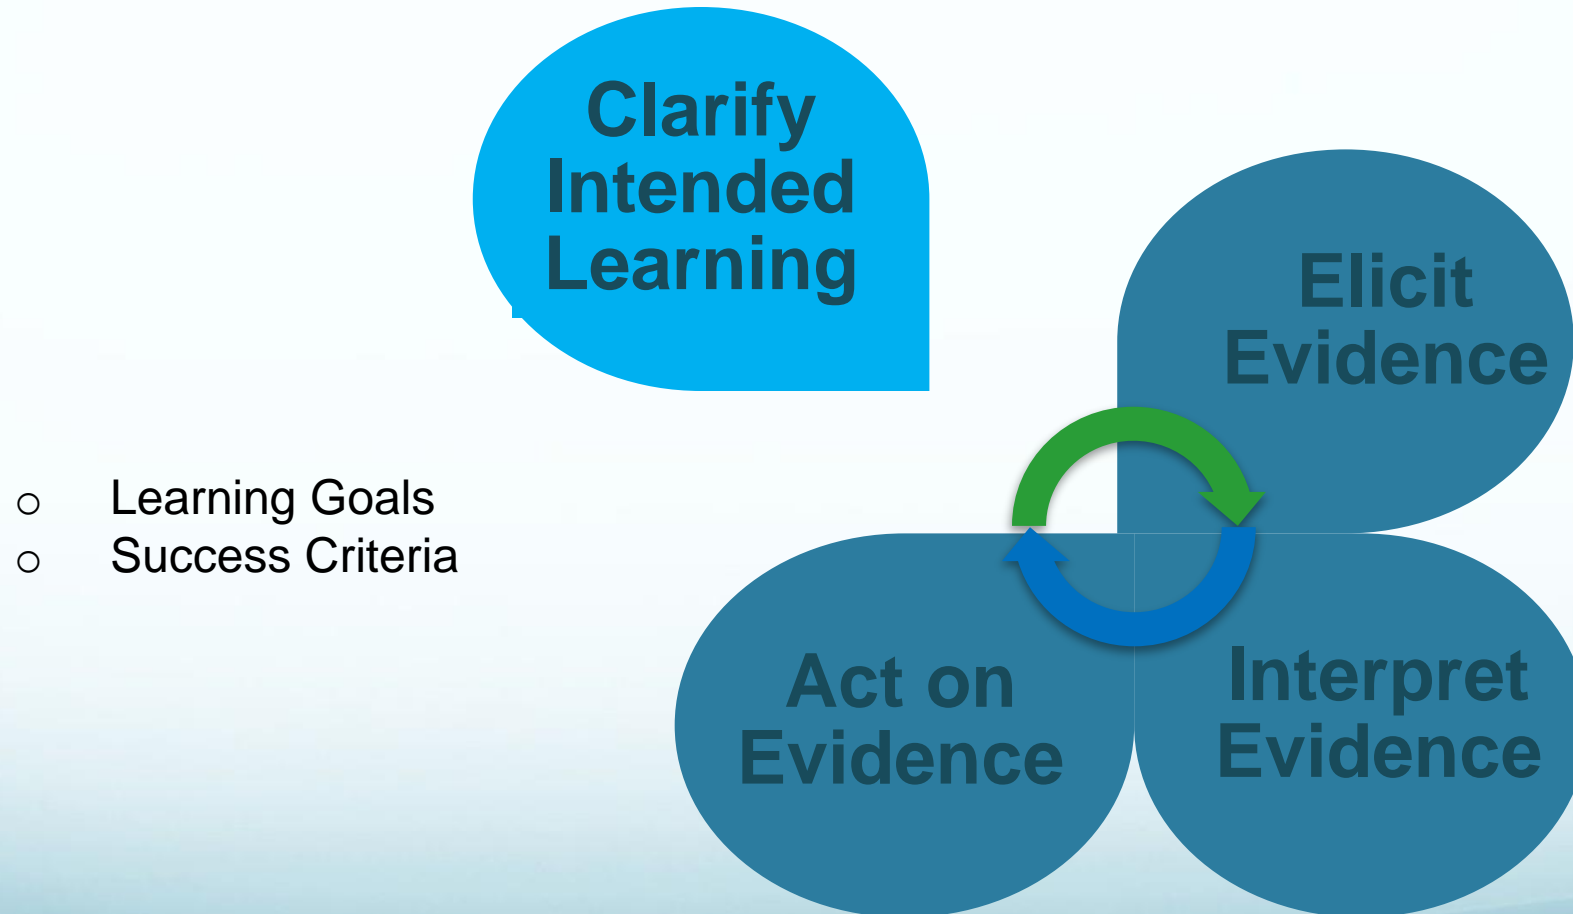 Clarify
Intended
Learning
Elicit
Evidence
○ Learning Goals
○ Success Criteria
Act on
Evidence
Interpret
Evidence